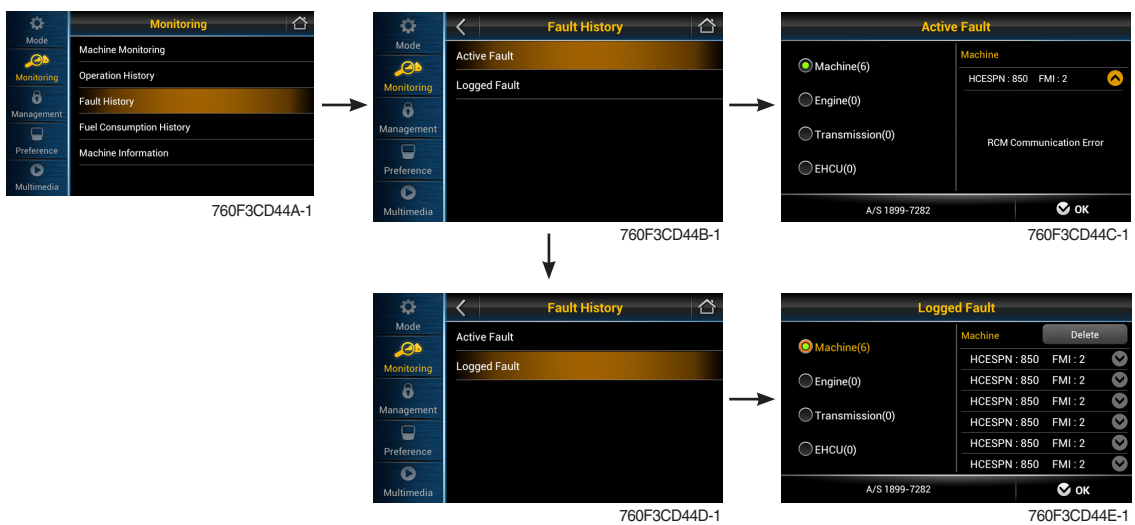 Monitoring
Mode
Monitoring
Management
Preference
Multimedia
Machine Monitoring
Operation History
Fault History
Fuel Consumption History
Machine Information
760F3CD44A-1
Fault History
Mode
Monitoring
Management
Preference
Multimedia
Active Fault
Logged Fault
760F3CD44B-1
Active Fault
Machine(6)
Engine(0)
Transmission(0)
EHCU(0)
Machine
HCESPN : 850 FMI : 2
RCM Communication Error
A/S 1899-7282
OK
760F3CD44C-1
Fault History
Mode
Monitoring
Management
Preference
Multimedia
Active Fault
Logged Fault
760F3CD44D-1
Logged Fault
Machine(6)
Engine(0)
Transmission(0)
EHCU(0)
Machine
Delete
HCESPN : 850 FMI : 2
HCESPN : 850 FMI : 2
HCESPN : 850 FMI : 2
HCESPN : 850 FMI : 2
HCESPN : 850 FMI : 2
HCESPN : 850 FMI : 2
A/S 1899-7282
OK
760F3CD44E-1